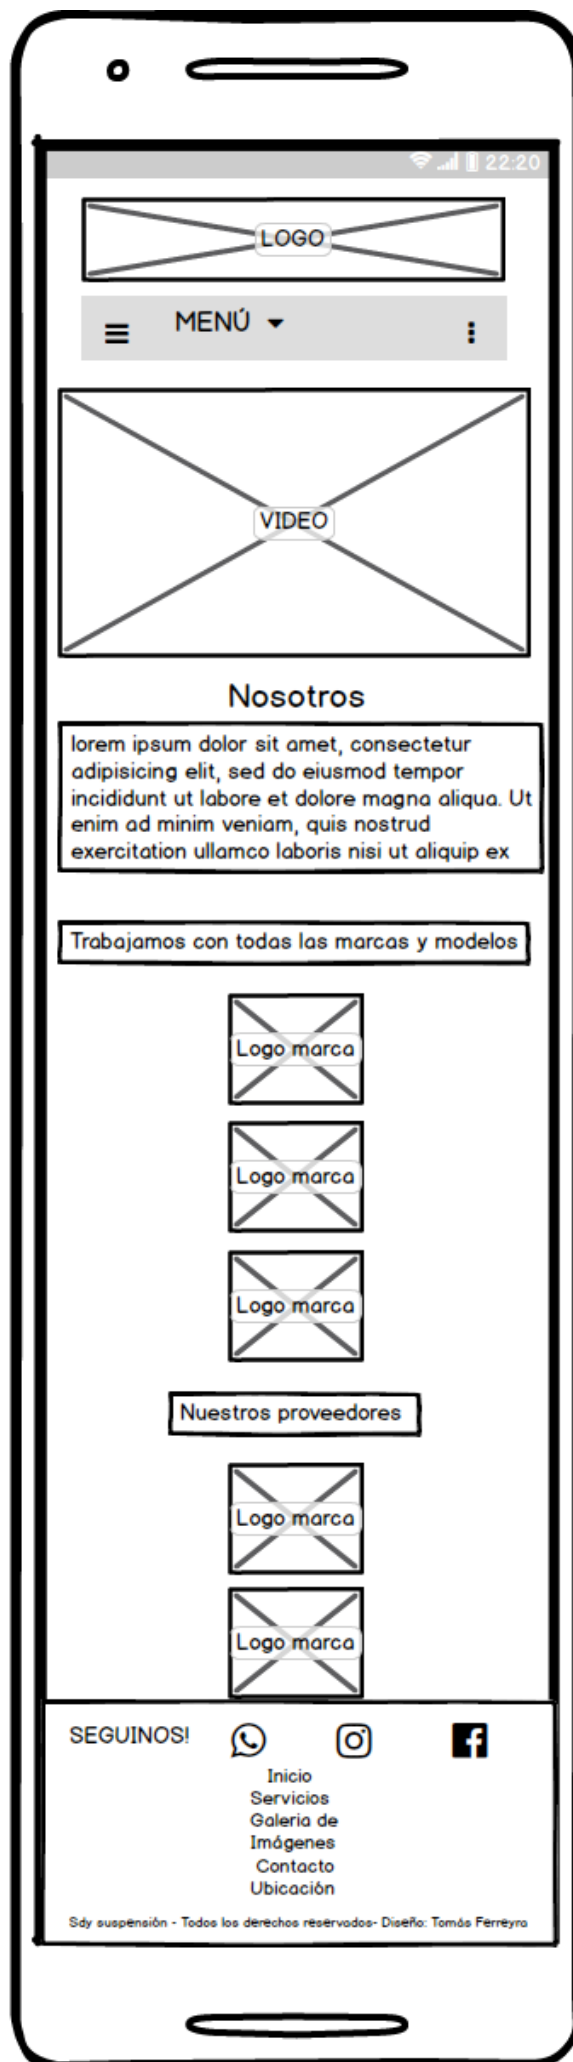 22:20
LOGO
MENÚ
VIDEO
Nosotros
lorem ipsum dolor sit amet, consectetur
adipisicing elit, sed do eiusmod tempor
incididunt ut labore et dolore magna aliqua. Ut
enim ad minim veniam, quis nostrud
exercitation ullamco laboris nisi ut aliquip ex
Trabajamos con todas las marcas y modelos
Logo marca
Logo marca
Logo marca
Nuestros proveedores
Logo marca
Logo marca
SEGUINOS!
Inicio
Servicios
Galeria de
Imágenes
Contacto
Ubicación
Sdy suspensión - Todos los derechos reservados- Diseño: Tomás Ferreyra